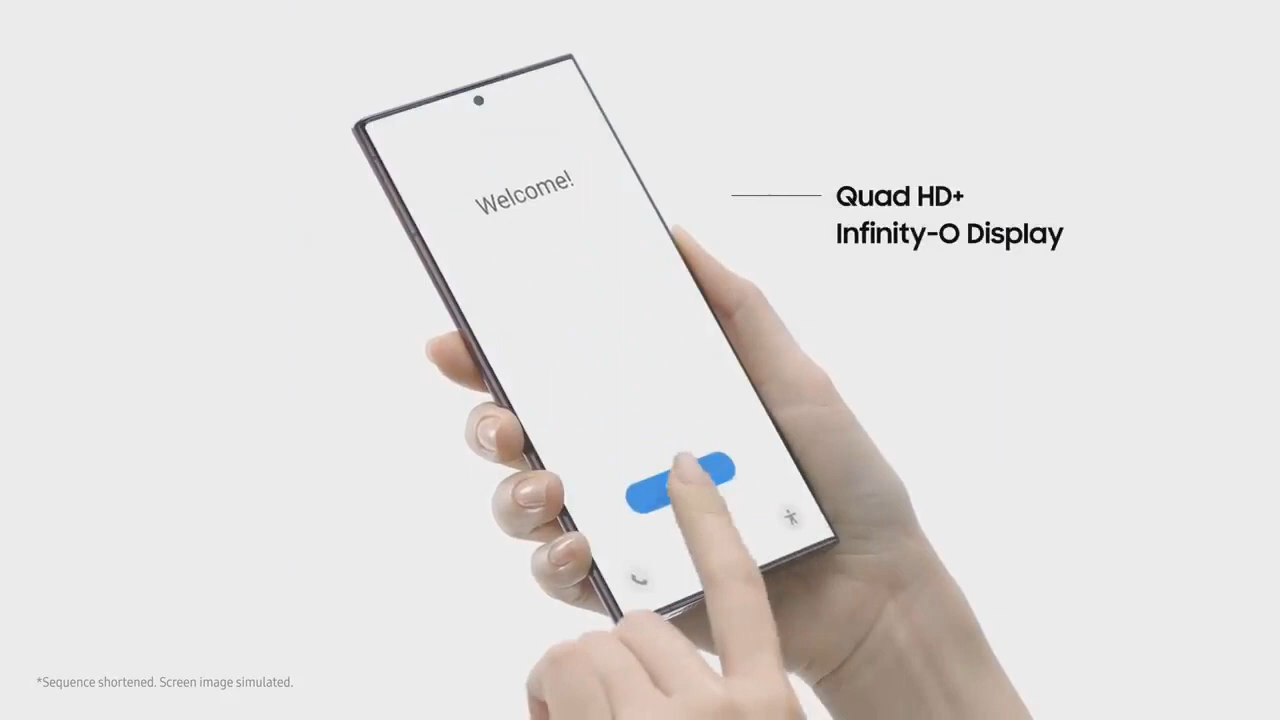 Welcome!
Quad HD+
Infinity-O Display
*Sequence shortened. Screen image simulated.